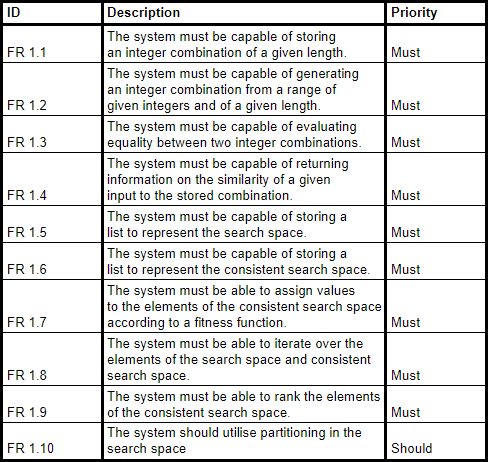 ID Description Priority
The system must be capable of storing
FR 1.1 an integer combination of a given length. Must
The system must be capable of generating
an integer combination from a range of
FR 1.2 given integers and of a given length. Must
The system must be capable of evaluating
FR 1.3 equality between two integer combinations. Must
The system must be capable of returning
information on the similarity of a given
FR 1.4 input to the stored combination. Must
The system must be capable of storing a
FR 1.5 list to represent the search space. Must
The system must be capable of storing a
FR 1.6 list to represent the consistent search space. Must
The system must be able to assign values
to the elements of the consistent search space
FR 1.7 according to a fitness function. Must
The system must be able to iterate over the
elements of the search space and consistent
FR 1.8 search space. Must
The system must be able to rank the elements
FR 1.9 of the consistent search space. Must
The system should utilise partitioning in the
FR 1.10 search space Should